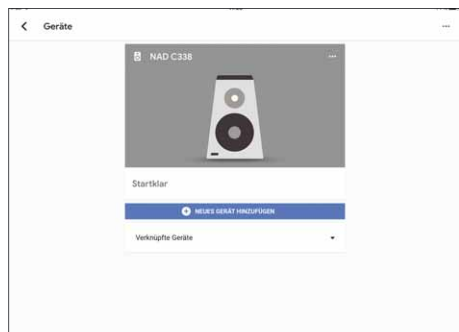 Geräte
NAD C338
Startklar
NEUES GERÄT HINZUFÜGEN
Verknüpfte Geräte